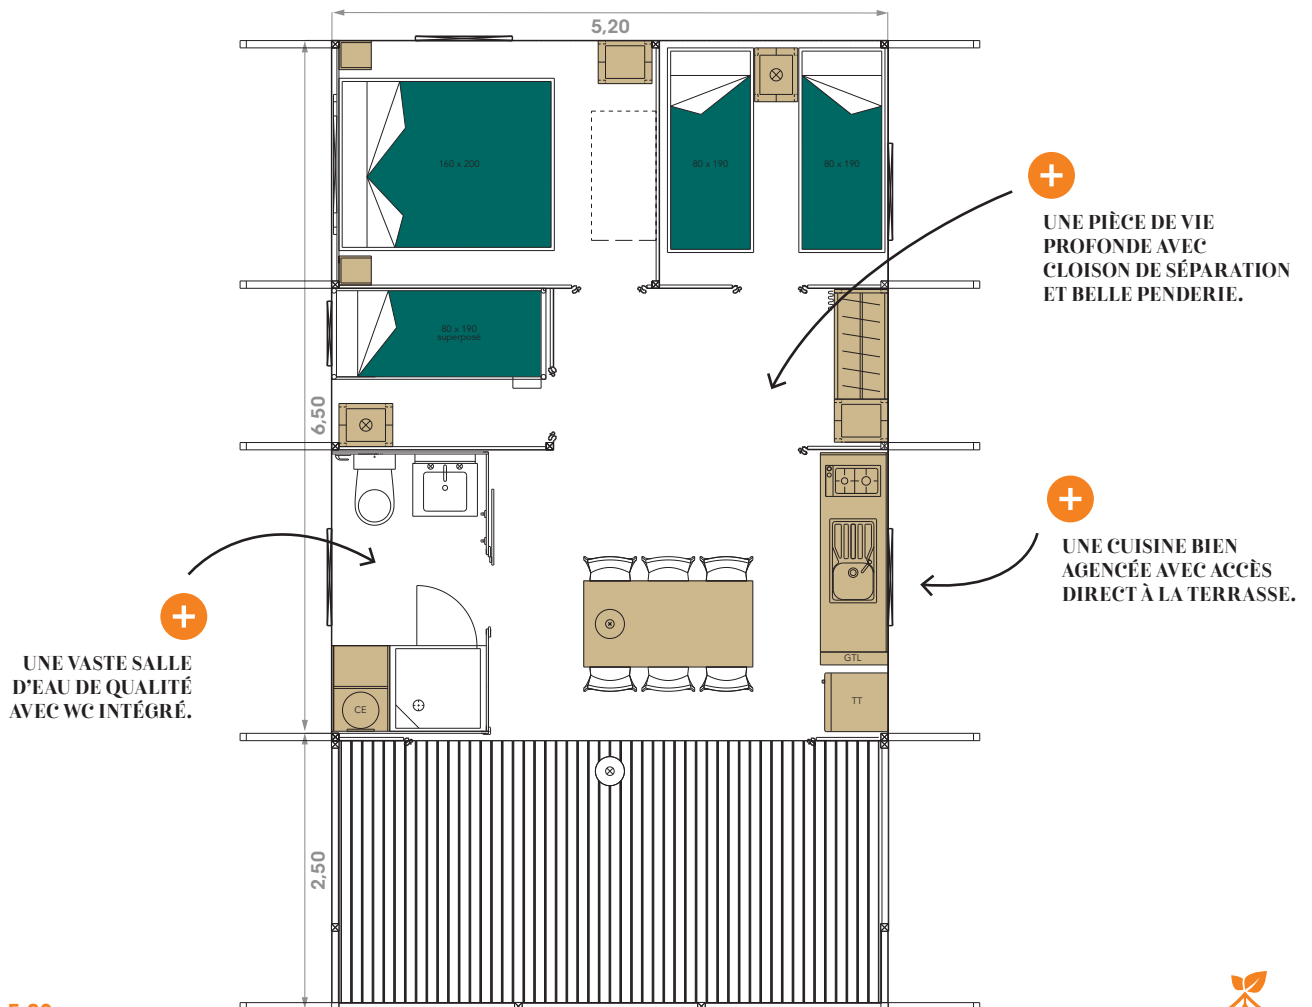 5,20
160 x 200
80 x 190
80 x 190
UNE PIÈCE DE VIE
PROFONDE AVEC
CLOISON DE SÉPARATION
ET BELLE PENDERIE.
80 x 190
superposé
6,50
UNE CUISINE BIEN
AGENCÉE AVEC ACCÈS
DIRECT À LA TERRASSE.
UNE VASTE SALLE
D'EAU DE QUALITÉ
AVEC WC INTÉGRÉ.
GTL
TT
CE
2,50